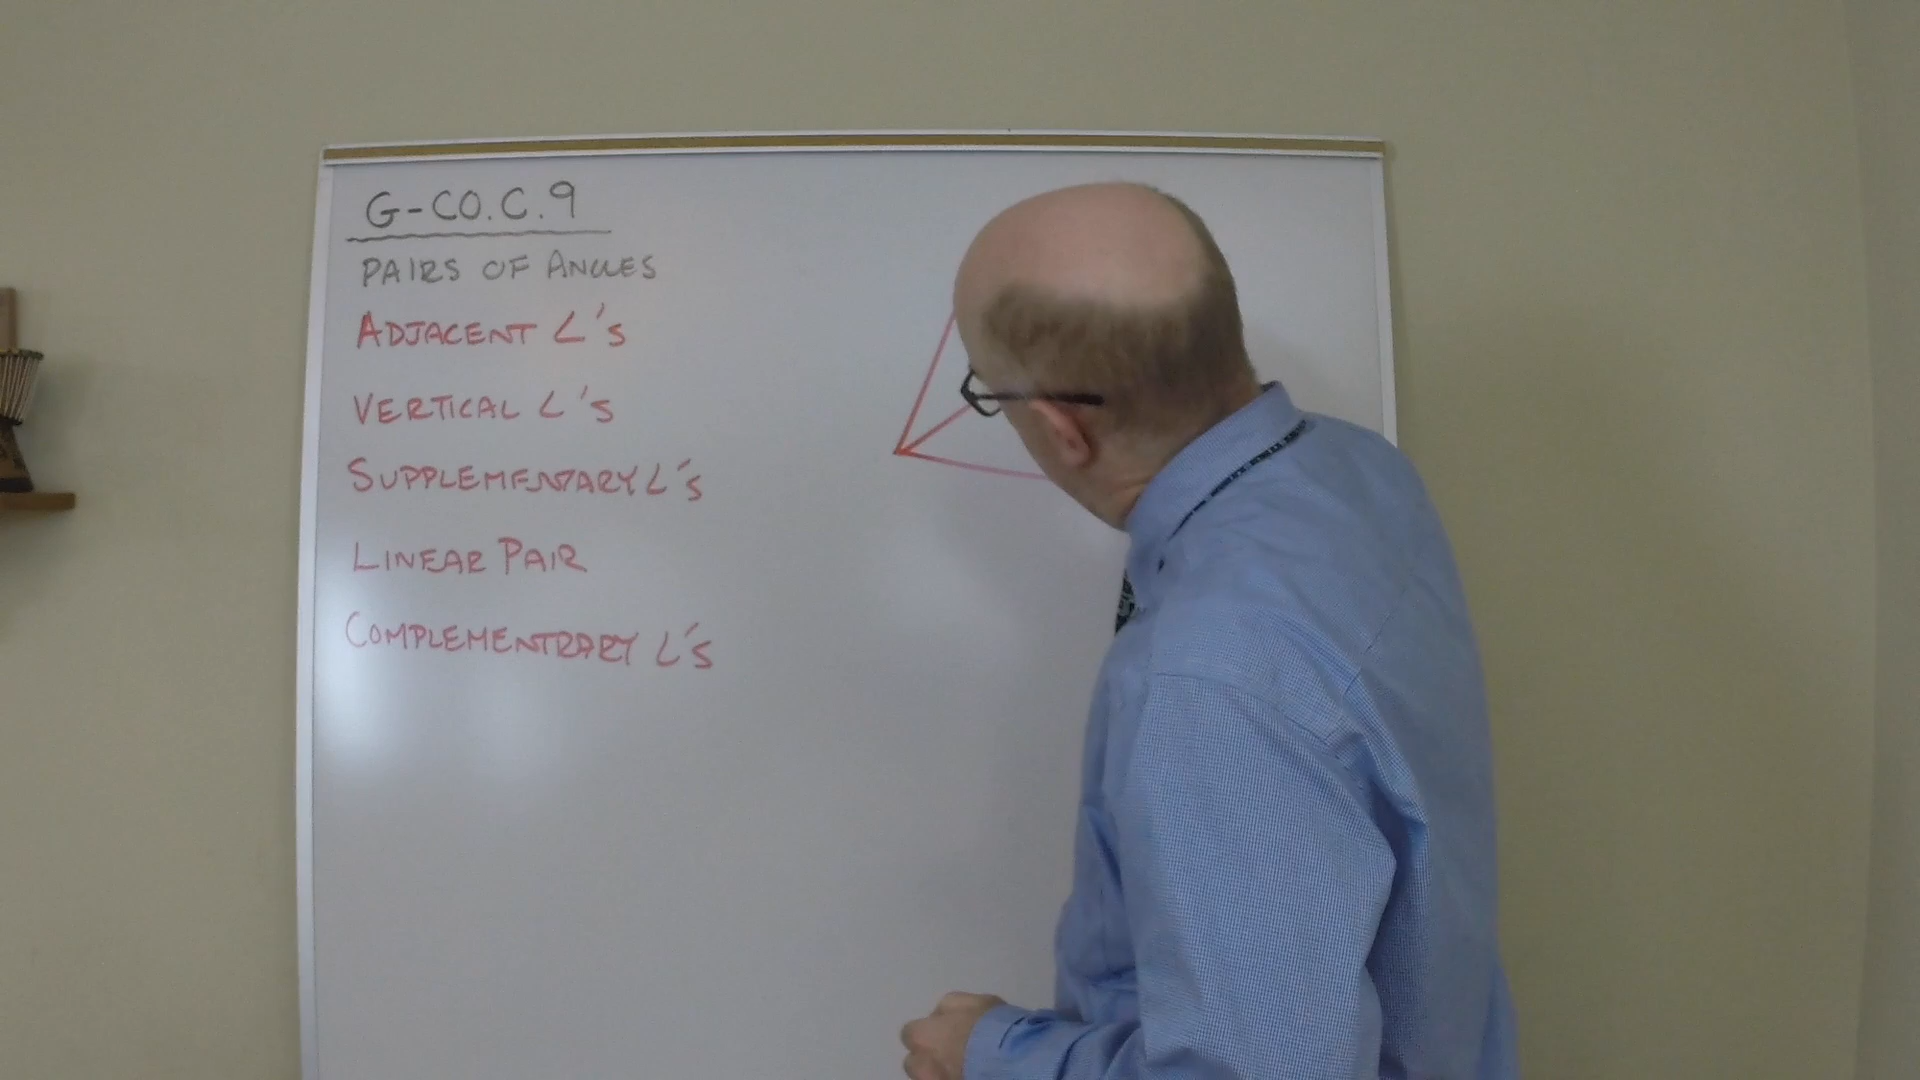 G-CO.C.9
PAIRS OF ANGLES
ADJACENT ∠'s
VERTICAL ∠'s
SUPPLEMENTARY ∠'s
LINEAR PAIR
COMPLEMENTRARY ∠'s